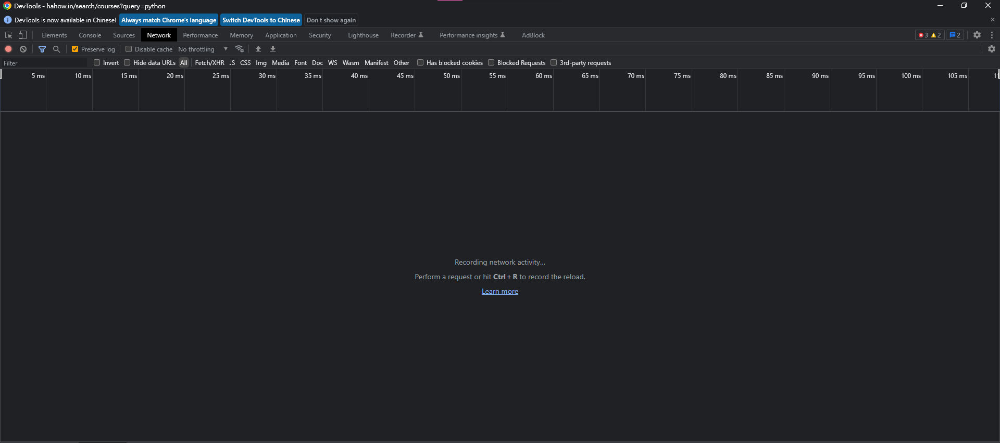 DevTools - hahow.in/search/courses?query=python
DevTools is now available in Chinese! Always match Chrome's language Switch DevTools to Chinese Don't show again
Elements Console Sources Network Performance Memory Application Security Lighthouse Recorder Performance insights AdBlock 3 2 2
Preserve log Disable cache No throttling
Filter Invert Hide data URLs All Fetch/XHR JS CSS Img Media Font Doc WS Wasm Manifest Other Has blocked cookies Blocked Requests 3rd-party requests
5 ms 10 ms 15 ms 20 ms 25 ms 30 ms 35 ms 40 ms 45 ms 50 ms 55 ms 60 ms 65 ms 70 ms 75 ms 80 ms 85 ms 90 ms 95 ms 100 ms 105 ms
Recording network activity...
Perform a request or hit Ctrl + R to record the reload.
Learn more